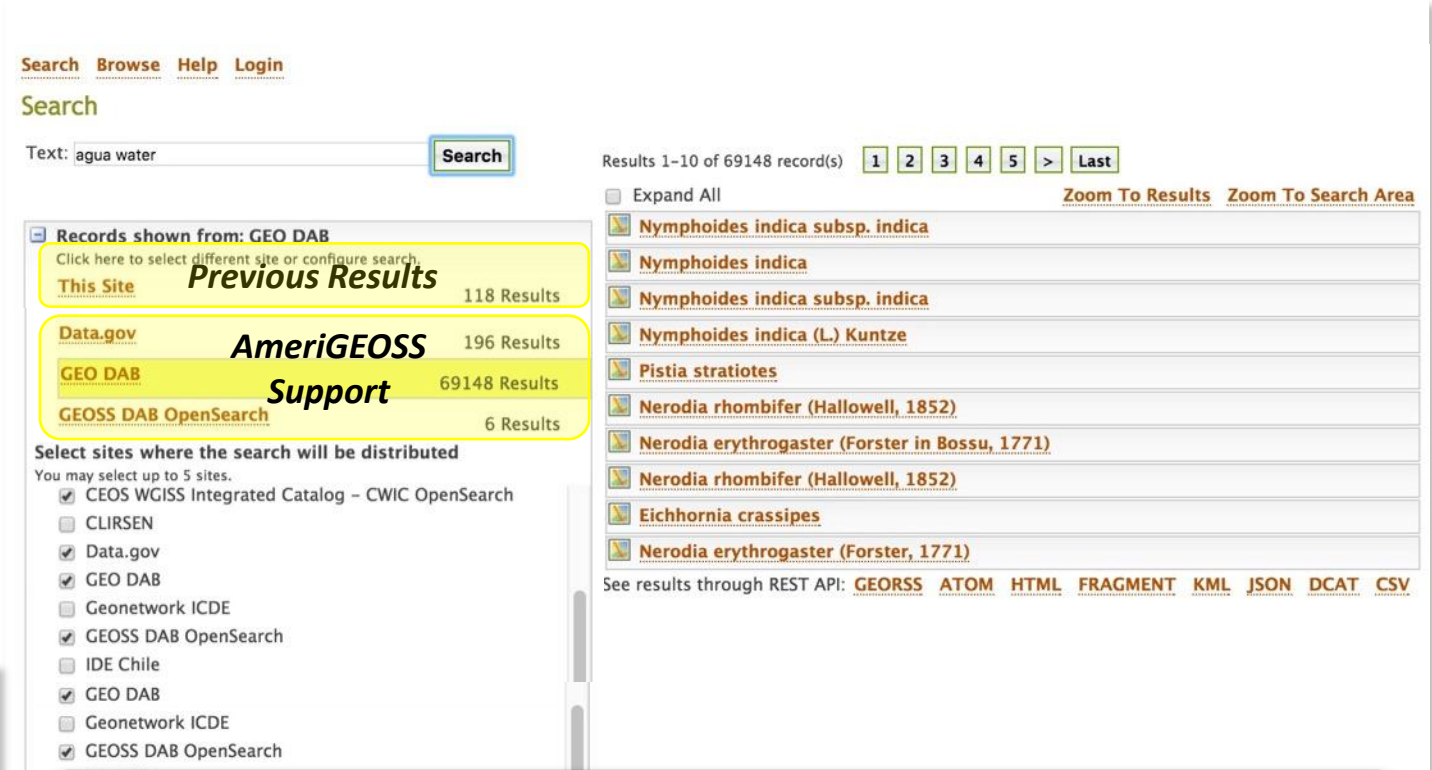 Search Browse Help Login
Search
Text: agua water Search
Records shown from: GEO DAB
Click here to select different site or configure search.
This Site
Previous Results
118 Results
Data.gov
196 Results
AmeriGEOSS
Support
GEO DAB
69148 Results
GEOSS DAB OpenSearch
6 Results
Select sites where the search will be distributed
You may select up to 5 sites.
CEOS WGISS Integrated Catalog – CWIC OpenSearch
CLIRSEN
Data.gov
GEO DAB
Geonetwork ICDE
GEOSS DAB OpenSearch
IDE Chile
GEO DAB
Geonetwork ICDE
GEOSS DAB OpenSearch
Results 1–10 of 69148 record(s) 1 2 3 4 5 > Last
Expand All Zoom To Results Zoom To Search Area
Nymphoides indica subsp. indica
Nymphoides indica
Nymphoides indica subsp. indica
Nymphoides indica (L.) Kuntze
Pistia stratiotes
Nerodia rhombifer (Hallowell, 1852)
Nerodia erythrogaster (Forster in Bossu, 1771)
Nerodia rhombifer (Hallowell, 1852)
Eichhornia crassipes
Nerodia erythrogaster (Forster, 1771)
See results through REST API: GEORSS ATOM HTML FRAGMENT KML JSON DCAT CSV